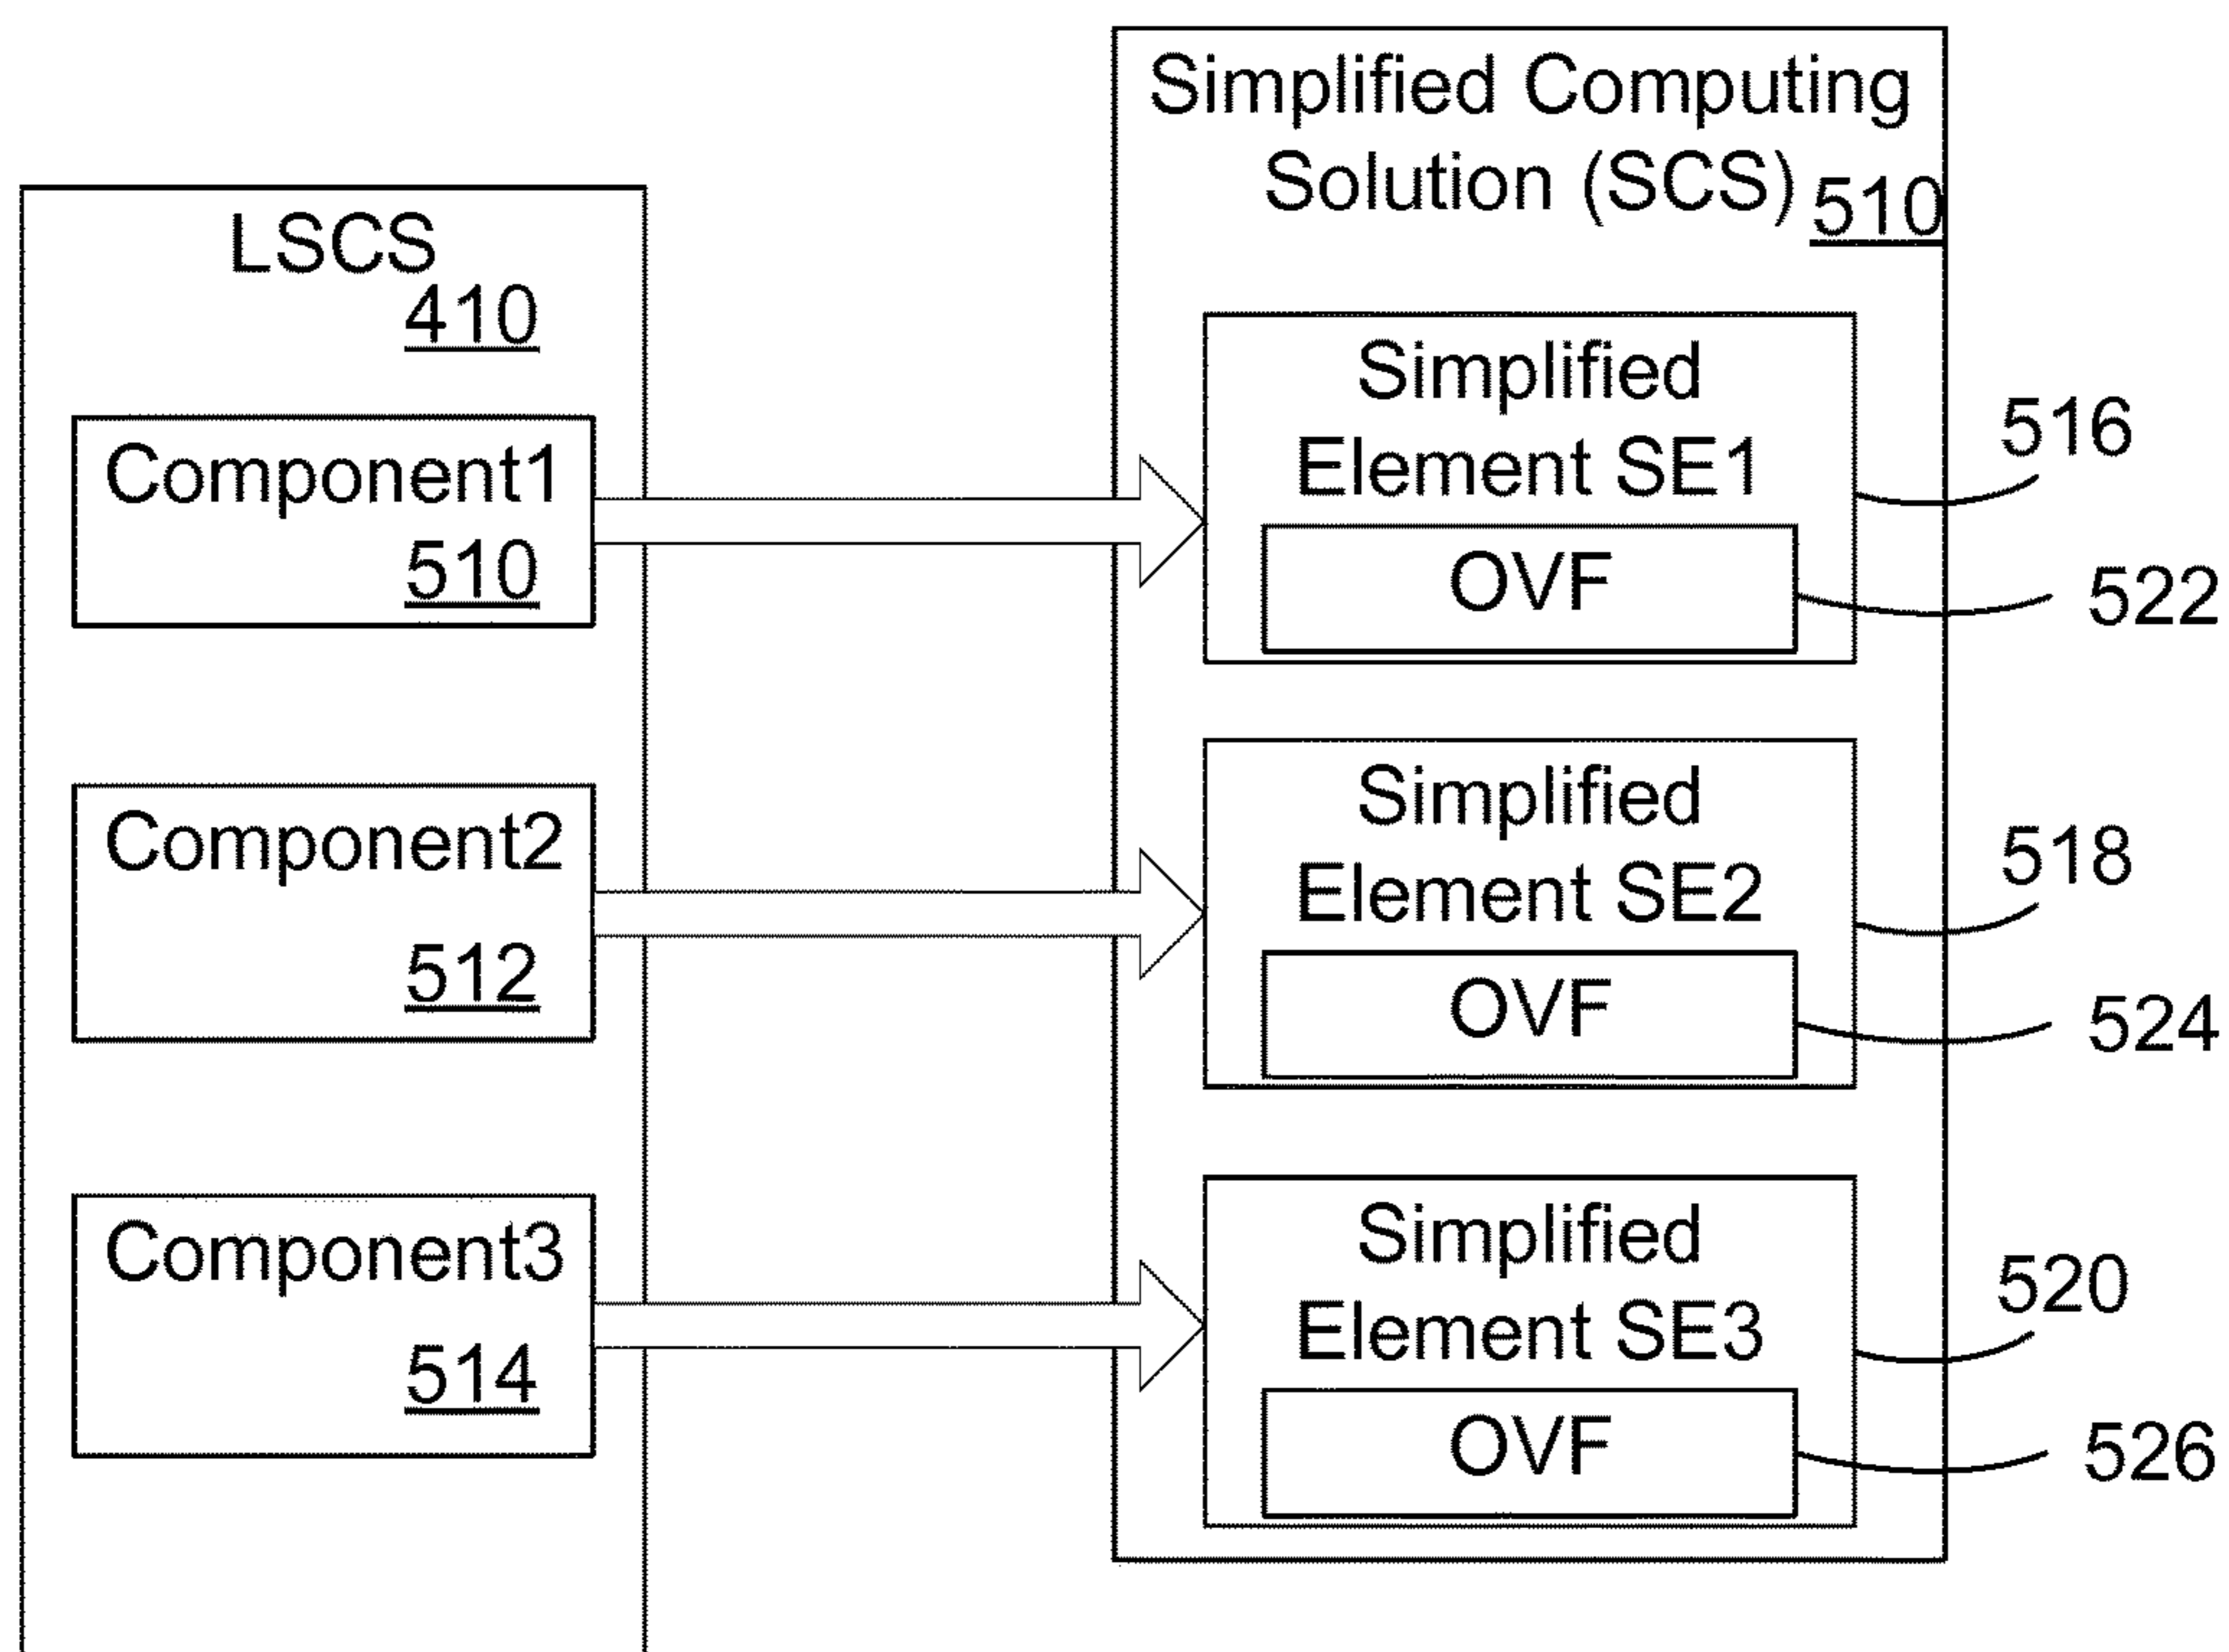 LSCS
410
Component1
510
Component2
512
Component3
514
Simplified Computing
Solution (SCS) 510
Simplified
Element SE1
OVF
516
522
Simplified
Element SE2
OVF
518
524
Simplified
Element SE3
OVF
520
526